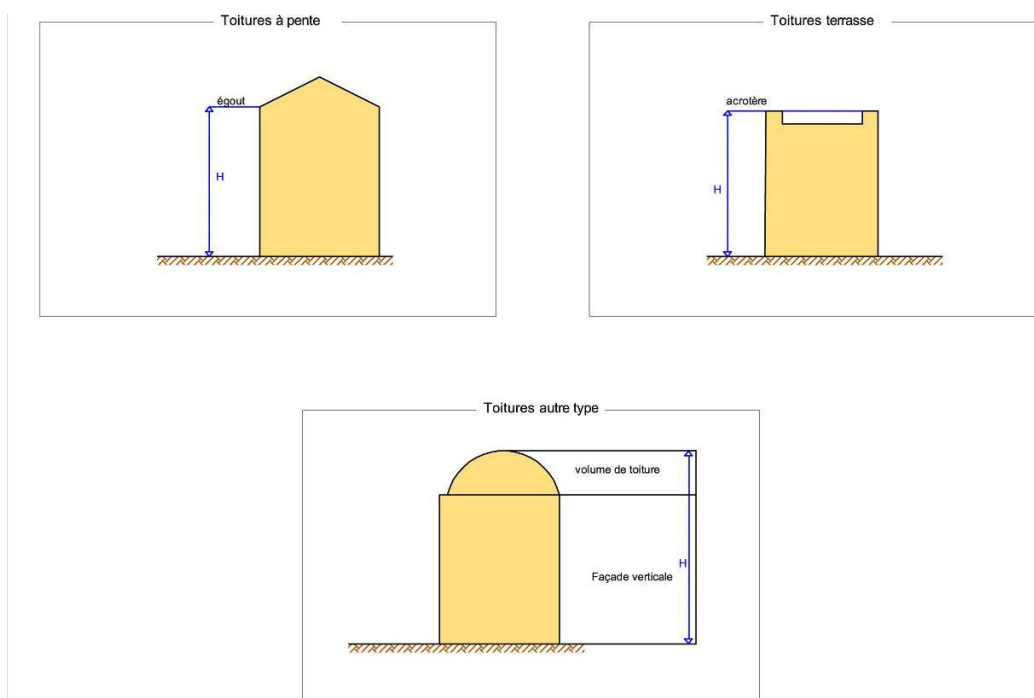 Toitures à pente
égout
H
Toitures terrasse
acrotère
H
Toitures autre type
volume de toiture
H
Façade verticale